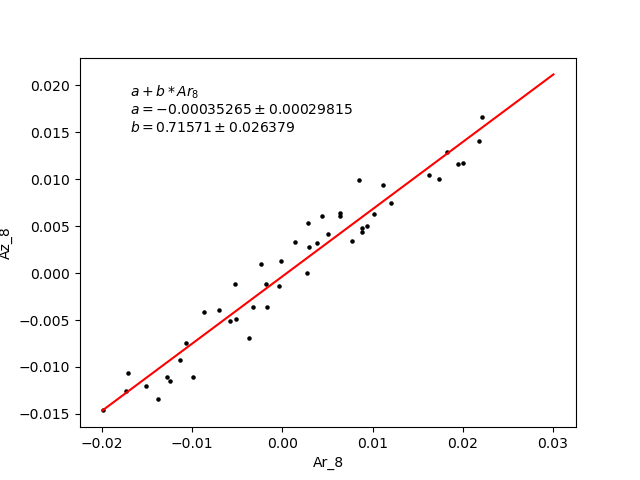 a + b * Ar₈
a = −0.00035265 ± 0.00029815
b = 0.71571 ± 0.026379
0.020
0.015
0.010
0.005
0.000
−0.005
−0.010
−0.015
Az_8
−0.02 −0.01 0.00 0.01 0.02 0.03
Ar_8